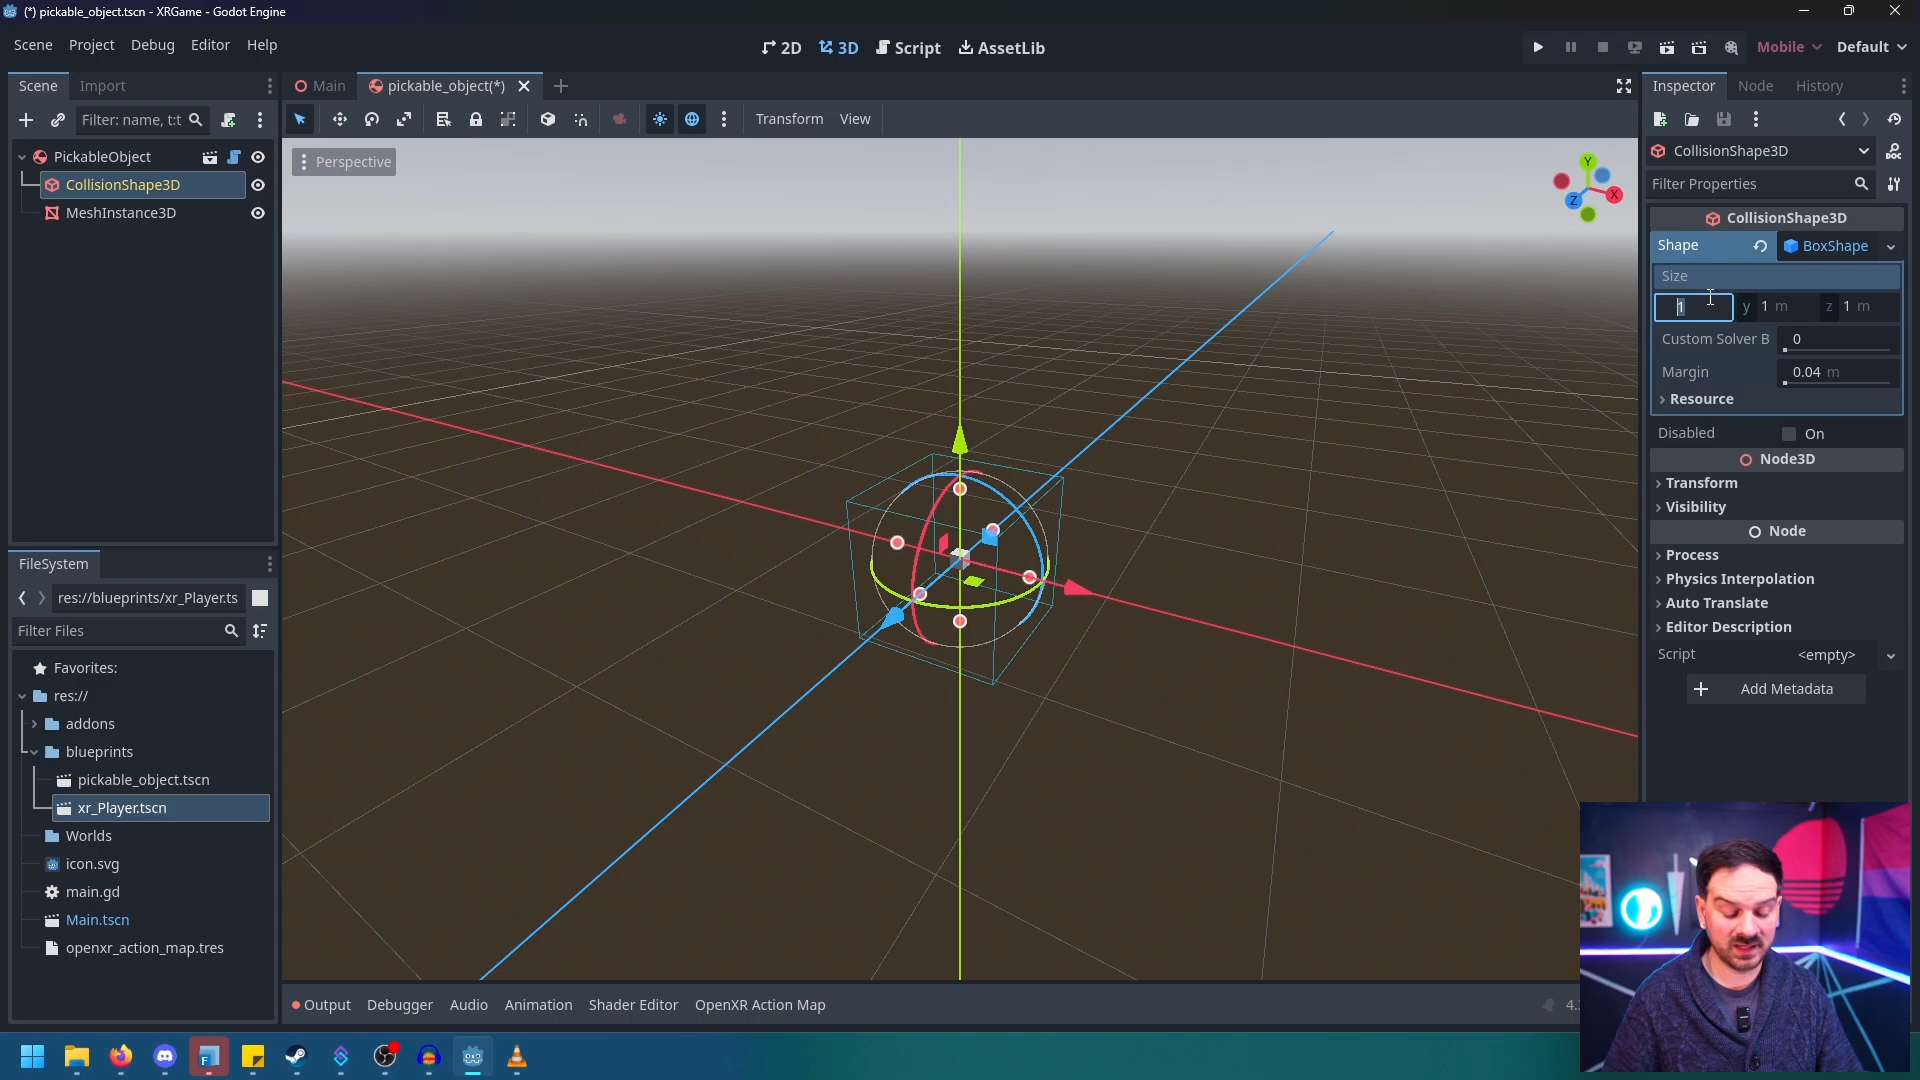 (*) pickable_object.tscn - XRGame - Godot Engine
Scene Project Debug Editor Help
2D 3D Script AssetLib
Mobile Default
Scene Import
Main pickable_object(*)
Inspector Node History
Filter: name, t:t
Transform View
PickableObject
CollisionShape3D
MeshInstance3D
Perspective
Y
X
Z
CollisionShape3D
DOC
Filter Properties
CollisionShape3D
Shape BoxShape
Size
1 y 1 m z 1 m
Custom Solver B 0
Margin 0.04 m
Resource
Disabled On
Node3D
Transform
Visibility
Node
Process
Physics Interpolation
Auto Translate
Editor Description
Script <empty>
Add Metadata
FileSystem
res://blueprints/xr_Player.ts
Filter Files
Favorites:
res://
addons
blueprints
pickable_object.tscn
xr_Player.tscn
Worlds
icon.svg
main.gd
Main.tscn
openxr_action_map.tres
Output Debugger Audio Animation Shader Editor OpenXR Action Map
4.
F